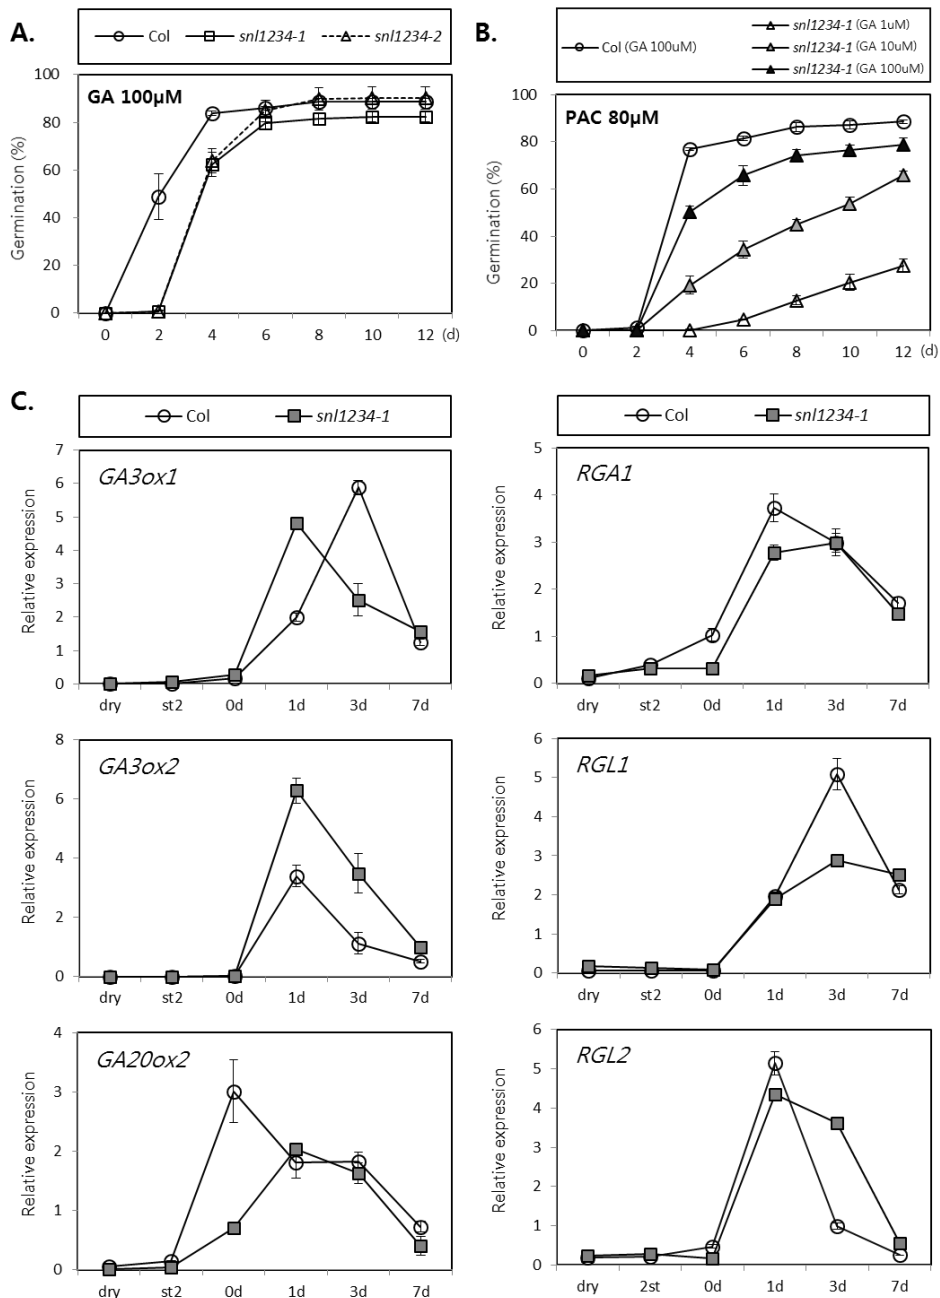 A.
Col snl1234-1 snl1234-2
GA 100µM
Germination (%)
100
80
60
40
20
0
0 2 4 6 8 10 12 (d)
B.
Col (GA 100uM)
snl1234-1 (GA 1uM)
snl1234-1 (GA 10uM)
snl1234-1 (GA 100uM)
PAC 80µM
Germination (%)
100
80
60
40
20
0
0 2 4 6 8 10 12 (d)
C.
Col snl1234-1
GA3ox1
Relative expression
7
6
5
4
3
2
1
0
dry st2 0d 1d 3d 7d
Col snl1234-1
RGA1
Relative expression
5
4
3
2
1
0
dry st2 0d 1d 3d 7d
GA3ox2
Relative expression
8
6
4
2
0
dry st2 0d 1d 3d 7d
RGL1
Relative expression
6
5
4
3
2
1
0
dry st2 0d 1d 3d 7d
GA20ox2
Relative expression
4
3
2
1
0
dry st2 0d 1d 3d 7d
RGL2
Relative expression
6
5
4
3
2
1
0
dry 2st 0d 1d 3d 7d